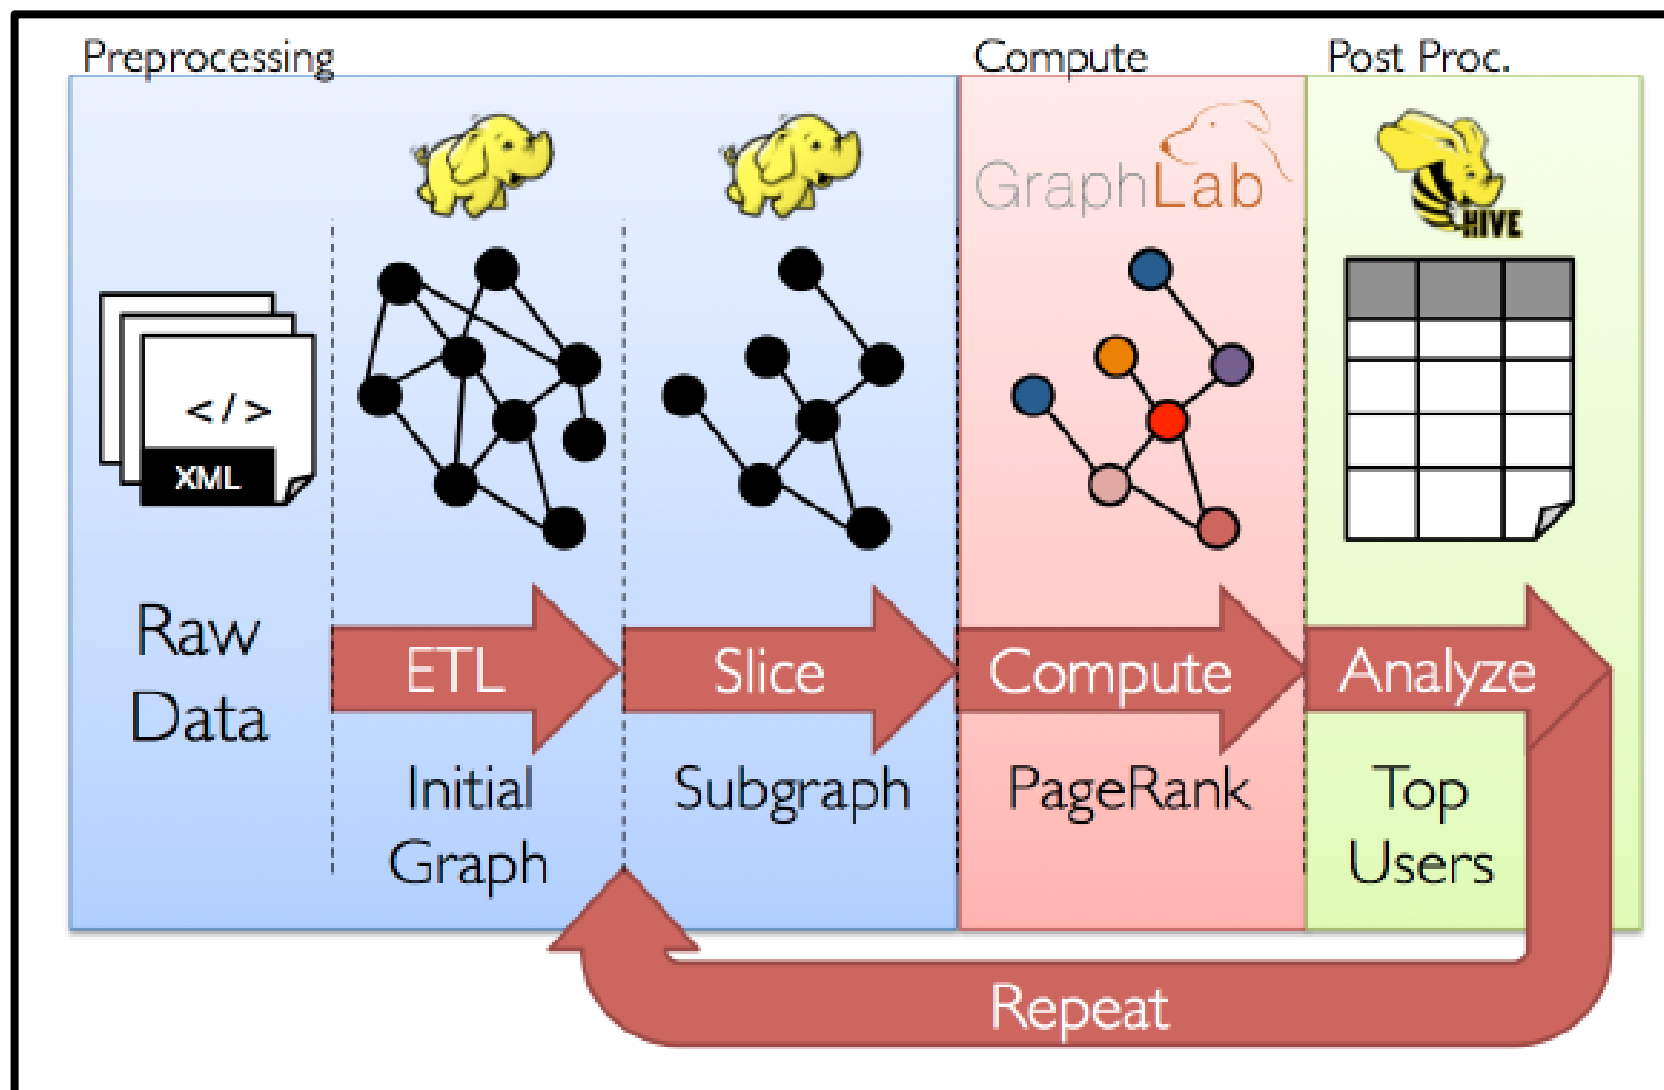 Preprocessing
Compute
Post Proc.
GraphLab
HIVE
</>
XML
Raw
Data
ETL
Slice
Compute
Analyze
Initial
Graph
Subgraph
PageRank
Top
Users
Repeat